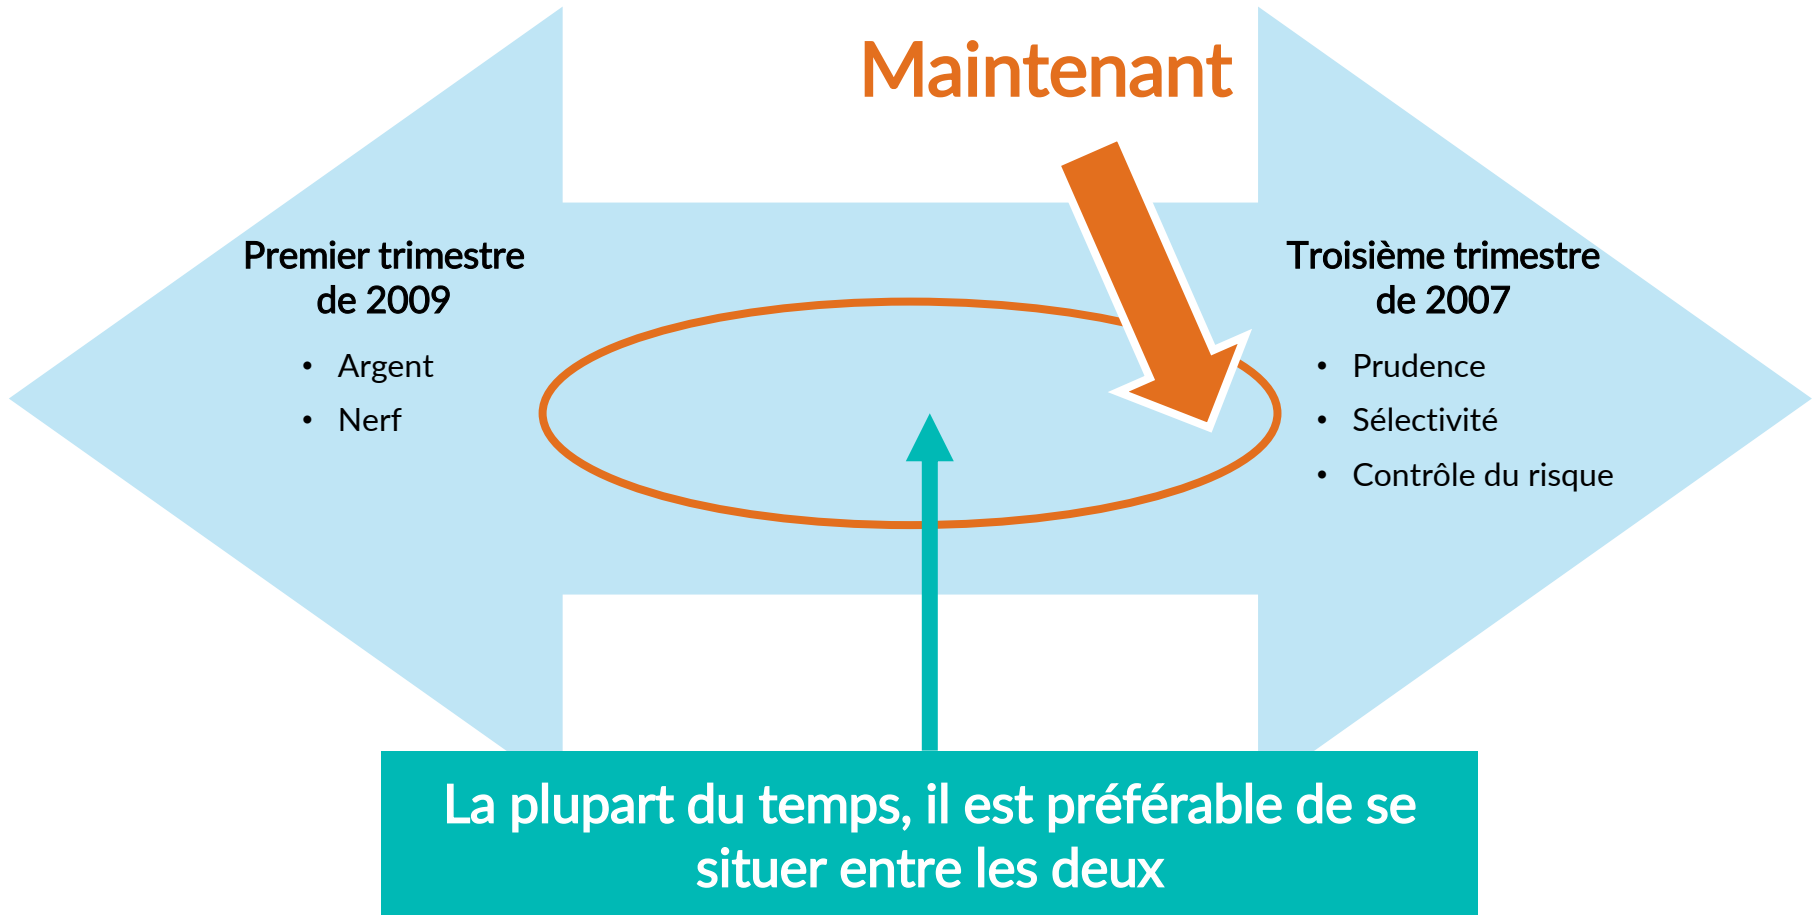 Maintenant
Premier trimestre
de 2009
• Argent
• Nerf
Troisième trimestre
de 2007
• Prudence
• Sélectivité
• Contrôle du risque
La plupart du temps, il est préférable de se
situer entre les deux